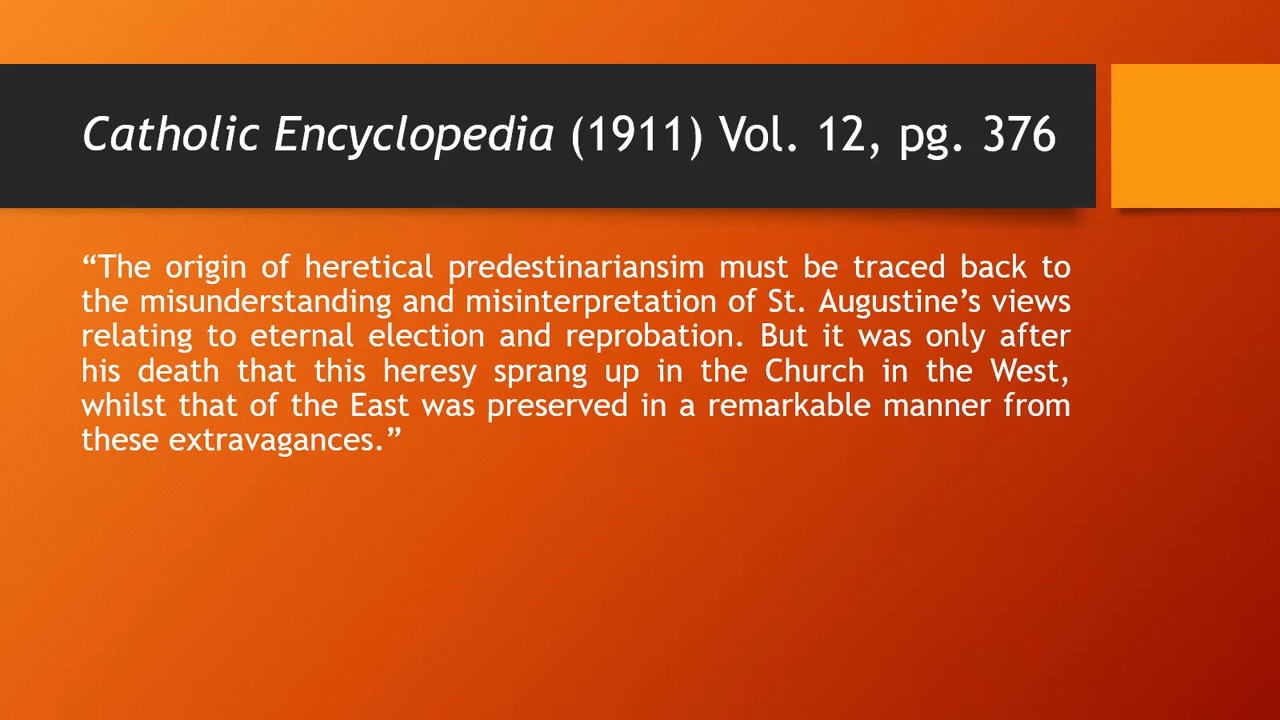 Catholic Encyclopedia (1911) Vol. 12, pg. 376
“The origin of heretical predestinariansim must be traced back to
the misunderstanding and misinterpretation of St. Augustine’s views
relating to eternal election and reprobation. But it was only after
his death that this heresy sprang up in the Church in the West,
whilst that of the East was preserved in a remarkable manner from
these extravagances.”